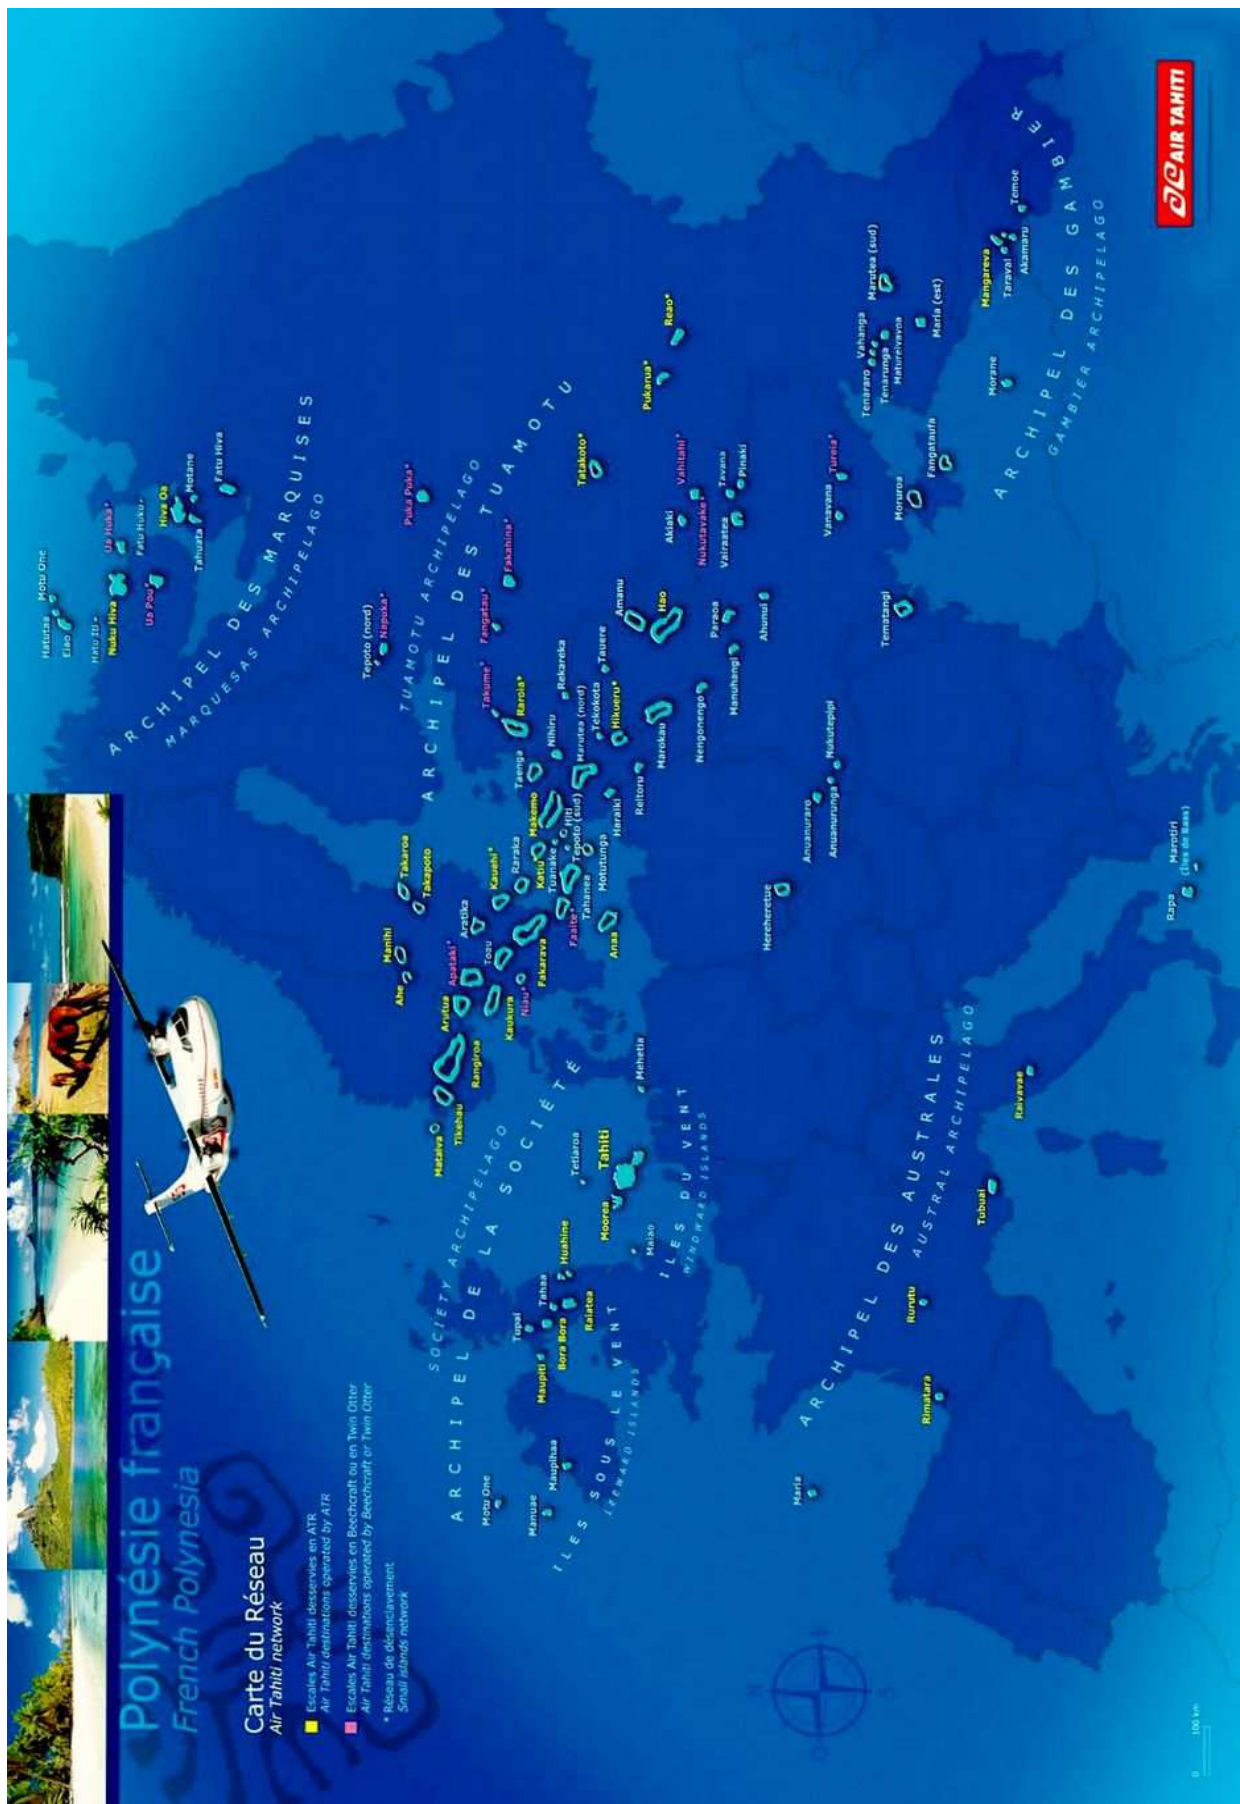 Polynésie française
French Polynesia
Carte du Réseau
Air Tahiti network
Escales Air Tahiti desservies en ATR
Air Tahiti destinations operated by ATR
Escales Air Tahiti desservies en Beechcraft ou en Twin Otter
Air Tahiti destinations operated by Beechcraft or Twin Otter
* Réseau de désenclavement
Small islands network
ARCHIPEL DES MARQUISES
MARQUESAS ARCHIPELAGO
Hatutaa
Motu One
Eiao
Hatu Iti
Nuku Hiva
Ua Huka*
Ua Pou*
Fatu Huku
Hiva Oa
Tahuata
Motane
Fatu Hiva
TUAMOTU ARCHIPELAGO
ARCHIPEL DES TUAMOTU
Tepoto (nord)
Napuka*
Puka Puka*
Manihi
Ahe
Takaroa
Takapoto
Mataiva
Tikehau
Rangiroa
Arutua
Apataki*
Kaukura
Aratika
Toau
Niau*
Kauehi*
Fakarava
Raraka
Katiu*
Tuanake
Hiti
Tepoto (sud)
Makemo
Taenga
Takume*
Raroia*
Fangatau*
Fakahina*
Nihiru
Marutea (nord)
Rekareka
Tekokota
Tauere
Hikueru*
Faaite*
Tahanea
Motutunga
Anaa
Haraiki
Reitoru
Marokau
Amanu
Hao
Tatakoto*
Pukarua*
Reao*
Nengonengo
Manuhangi
Paraoa
Ahunui
Akiaki
Vahitahi*
Nukutavake*
Vairaatea
Tavana
Pinaki
Hereheretue
Anuanuraro
Anuanurunga
Nukutepipi
Vanavana
Tureia*
Tematangi
Moruroa
Fangataufa
Tenararo
Vahanga
Tenarunga
Matureivavoa
Marutea (sud)
Maria (est)
Morane
Mangareva
Taravai
Akamaru
Temoe
ARCHIPEL DES GAMBIER
GAMBIER ARCHIPELAGO
SOCIETY ARCHIPELAGO
ARCHIPEL DE LA SOCIÉTÉ
Motu One
Manuae
Maupihaa
Tupai
Maupiti
Bora Bora
Tahaa
Raiatea
Huahine
ILES SOUS LE VENT
LEEWARD ISLANDS
Tetiaroa
Moorea
Tahiti
Maiao
Mehetia
ILES DU VENT
WINDWARD ISLANDS
ARCHIPEL DES AUSTRALES
AUSTRAL ARCHIPELAGO
Maria
Rimatara
Rurutu
Tubuai
Raivavae
Rapa
Marotiri
(Iles de Bass)
N
S
O
E
0 100 km
AIR TAHITI